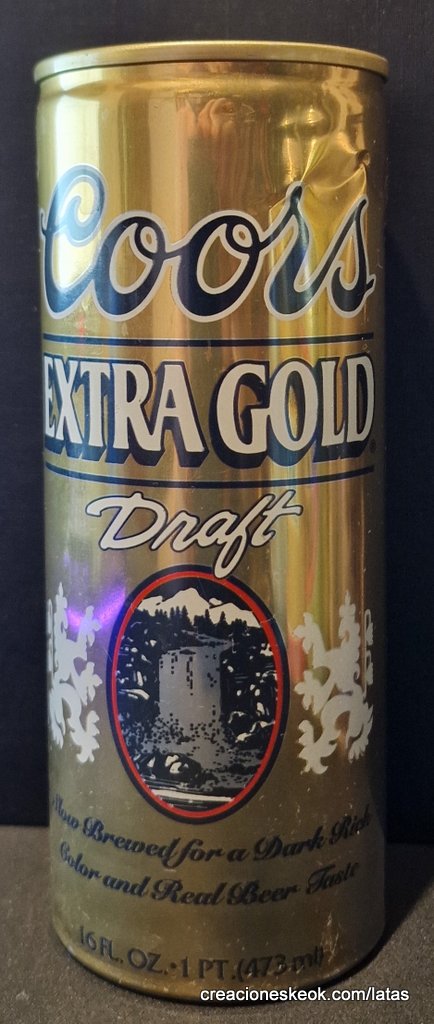 Coors
EXTRA GOLD
Draft
Slow Brewed for a Dark Rich
Color and Real Beer Taste
16 FL. OZ. • 1 PT. (473 ml)
creacioneskeok.com/latas